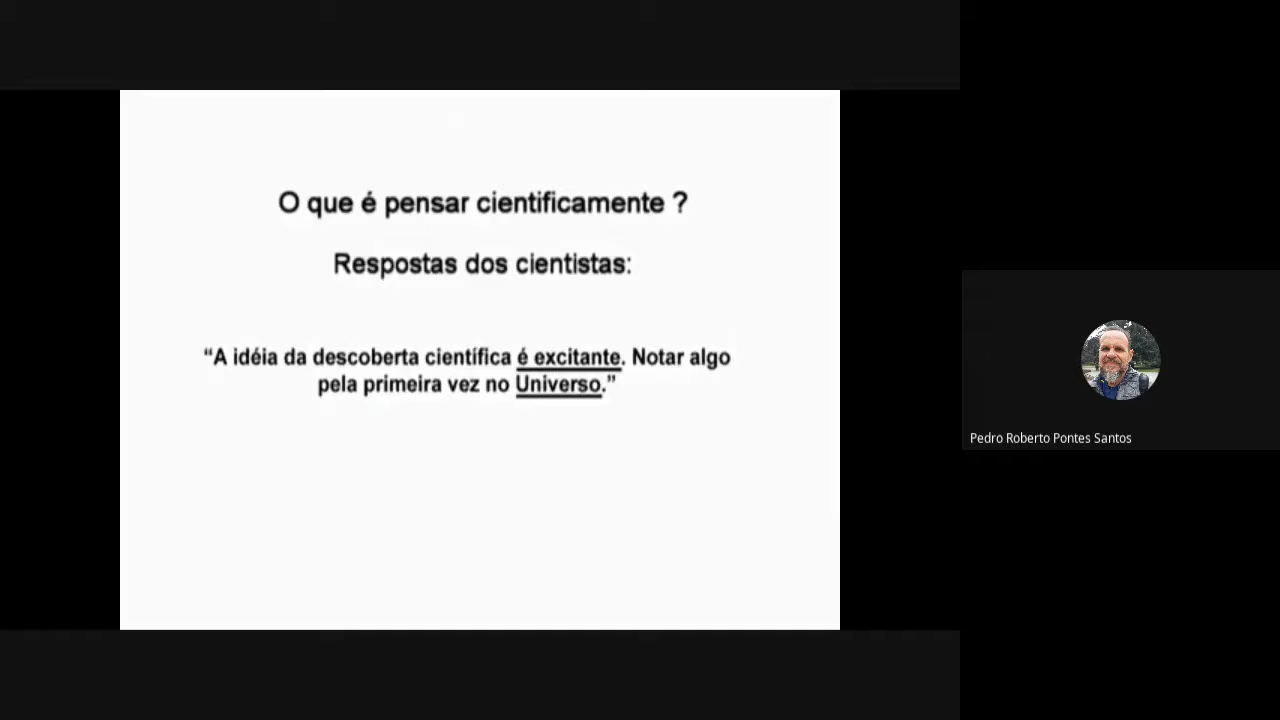 O que é pensar cientificamente ?
Respostas dos cientistas:
“A idéia da descoberta científica é excitante. Notar algo
pela primeira vez no Universo.”
Pedro Roberto Pontes Santos